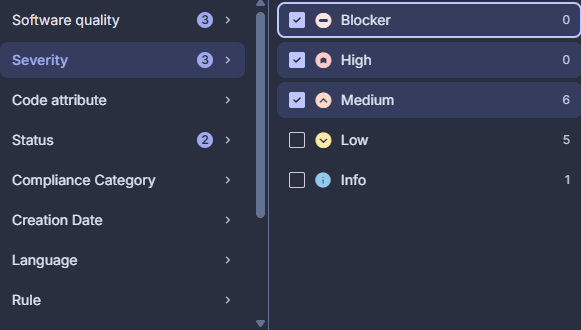 Software quality 3
Severity 3
Code attribute
Status 2
Compliance Category
Creation Date
Language
Rule
Blocker 0
High 0
Medium 6
Low 5
Info 1